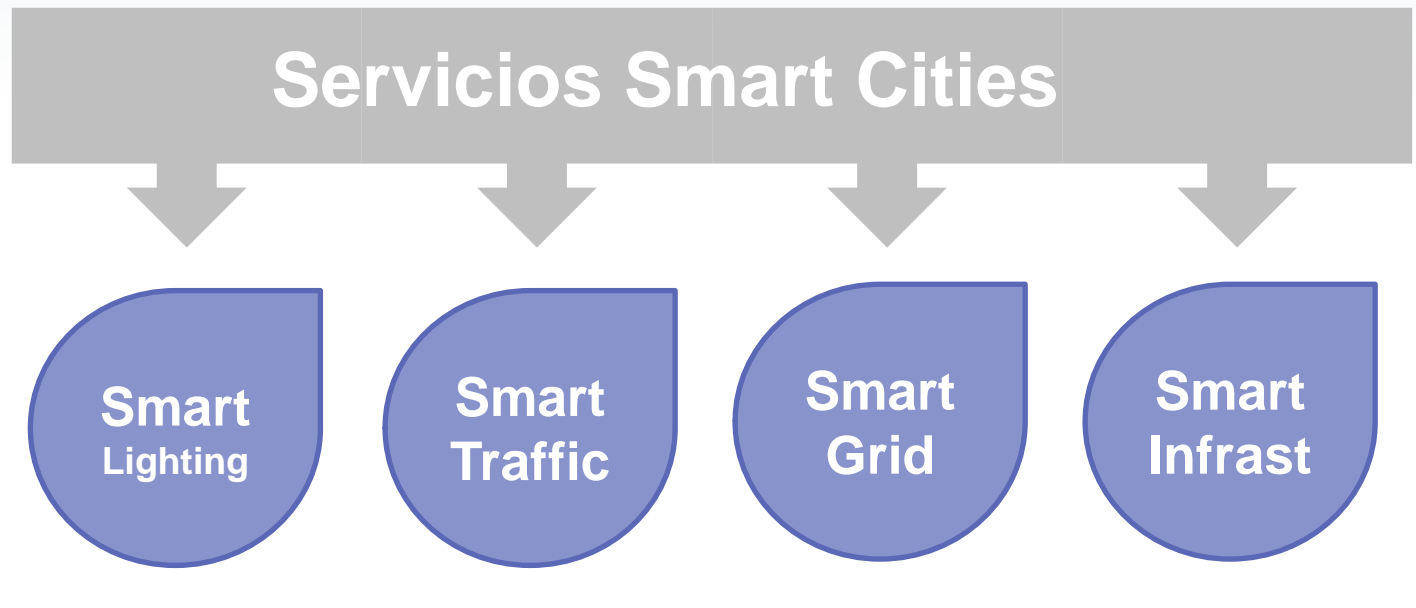 Servicios Smart Cities
Smart
Lighting
Smart
Traffic
Smart
Grid
Smart
Infrast